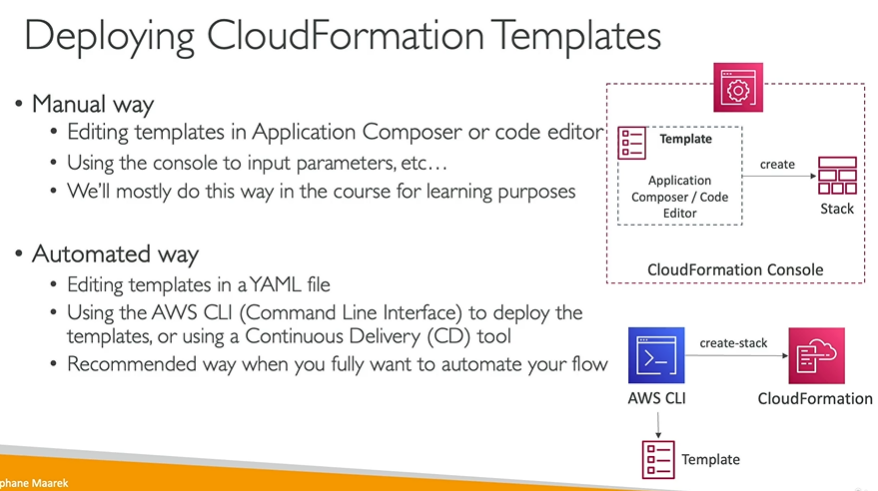 Deploying CloudFormation Templates
• Manual way
• Editing templates in Application Composer or code editor
• Using the console to input parameters, etc…
• We'll mostly do this way in the course for learning purposes
• Automated way
• Editing templates in a YAML file
• Using the AWS CLI (Command Line Interface) to deploy the
templates, or using a Continuous Delivery (CD) tool
• Recommended way when you fully want to automate your flow
Template
Application
Composer / Code
Editor
create
Stack
CloudFormation Console
create-stack
AWS CLI
CloudFormation
Template
phane Maarek